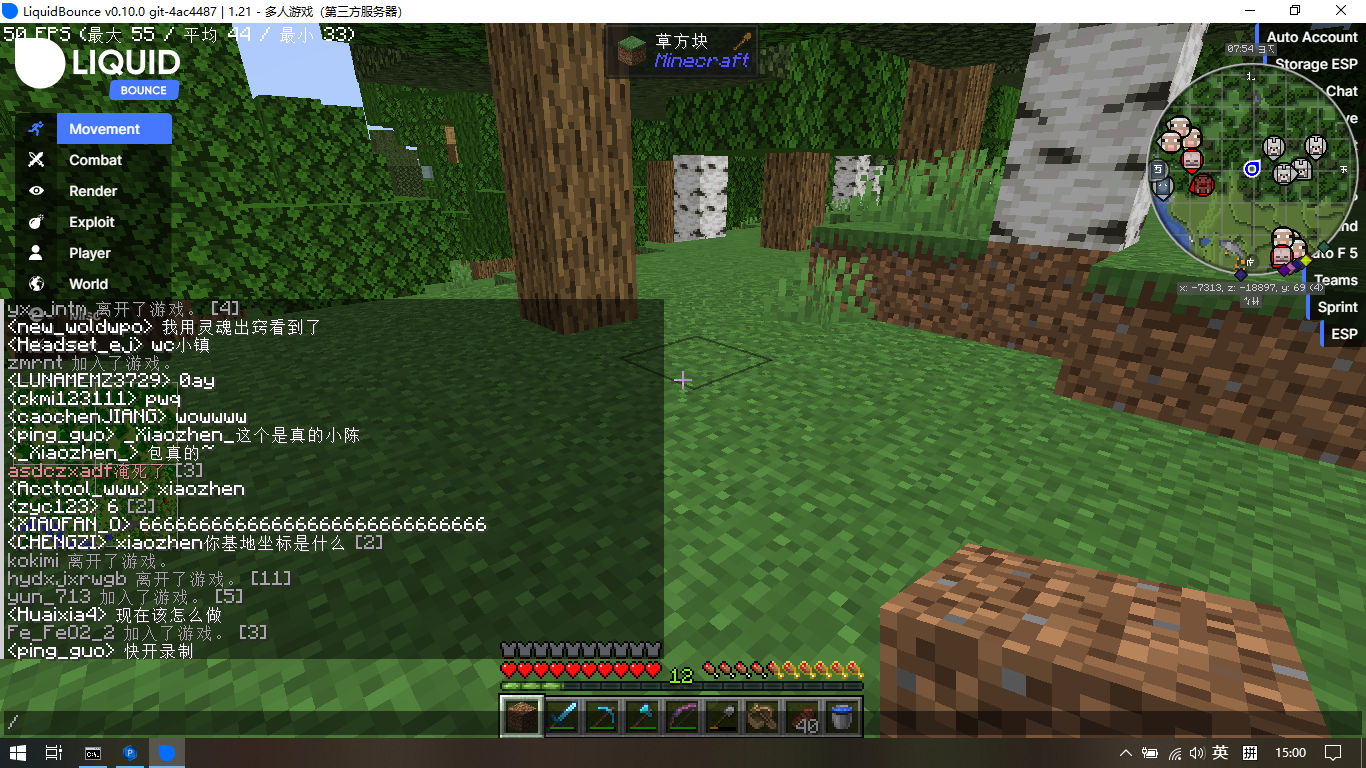 LiquidBounce v0.10.0 git-4ac4487 | 1.21 - 多人游戏（第三方服务器）
50 FPS (最大 55 / 平均 44 / 最小 33)
LIQUID
BOUNCE
草方块
Minecraft
Movement
Combat
Render
Exploit
Player
World
Auto Account
07:54
Storage ESP
Chat
x: -7313, z: -18897, y: 69 (4)
Teams
Sprint
ESP
离开了游戏。 [4]
<new_woldwpo> 我用灵魂出窍看到了
<Headset_ej> wc小镇
zmrnt 加入了游戏。
<LUNAMEMZ3729> 0ay
<ckmi123111> pwq
<caochenJIANG> wowwww
<ping_guo> _Xiaozhen_这个是真的小陈
<_Xiaozhen_> 包真的~
asdczxadf淹死了 [3]
<Acctool_www> xiaozhen
<zyc123> 6 [2]
<XIAOFAN_O> 66666666666666666666666666666
<CHENGZI> xiaozhen你基地坐标是什么 [2]
kokimi 离开了游戏。
hydxjxrwgb 离开了游戏。 [11]
yun_713 加入了游戏。 [5]
<Huaixia4> 现在该怎么做
Fe_FeO2_2 加入了游戏。 [3]
<ping_guo> 快开录制
12
40
/
英
拼
15:00